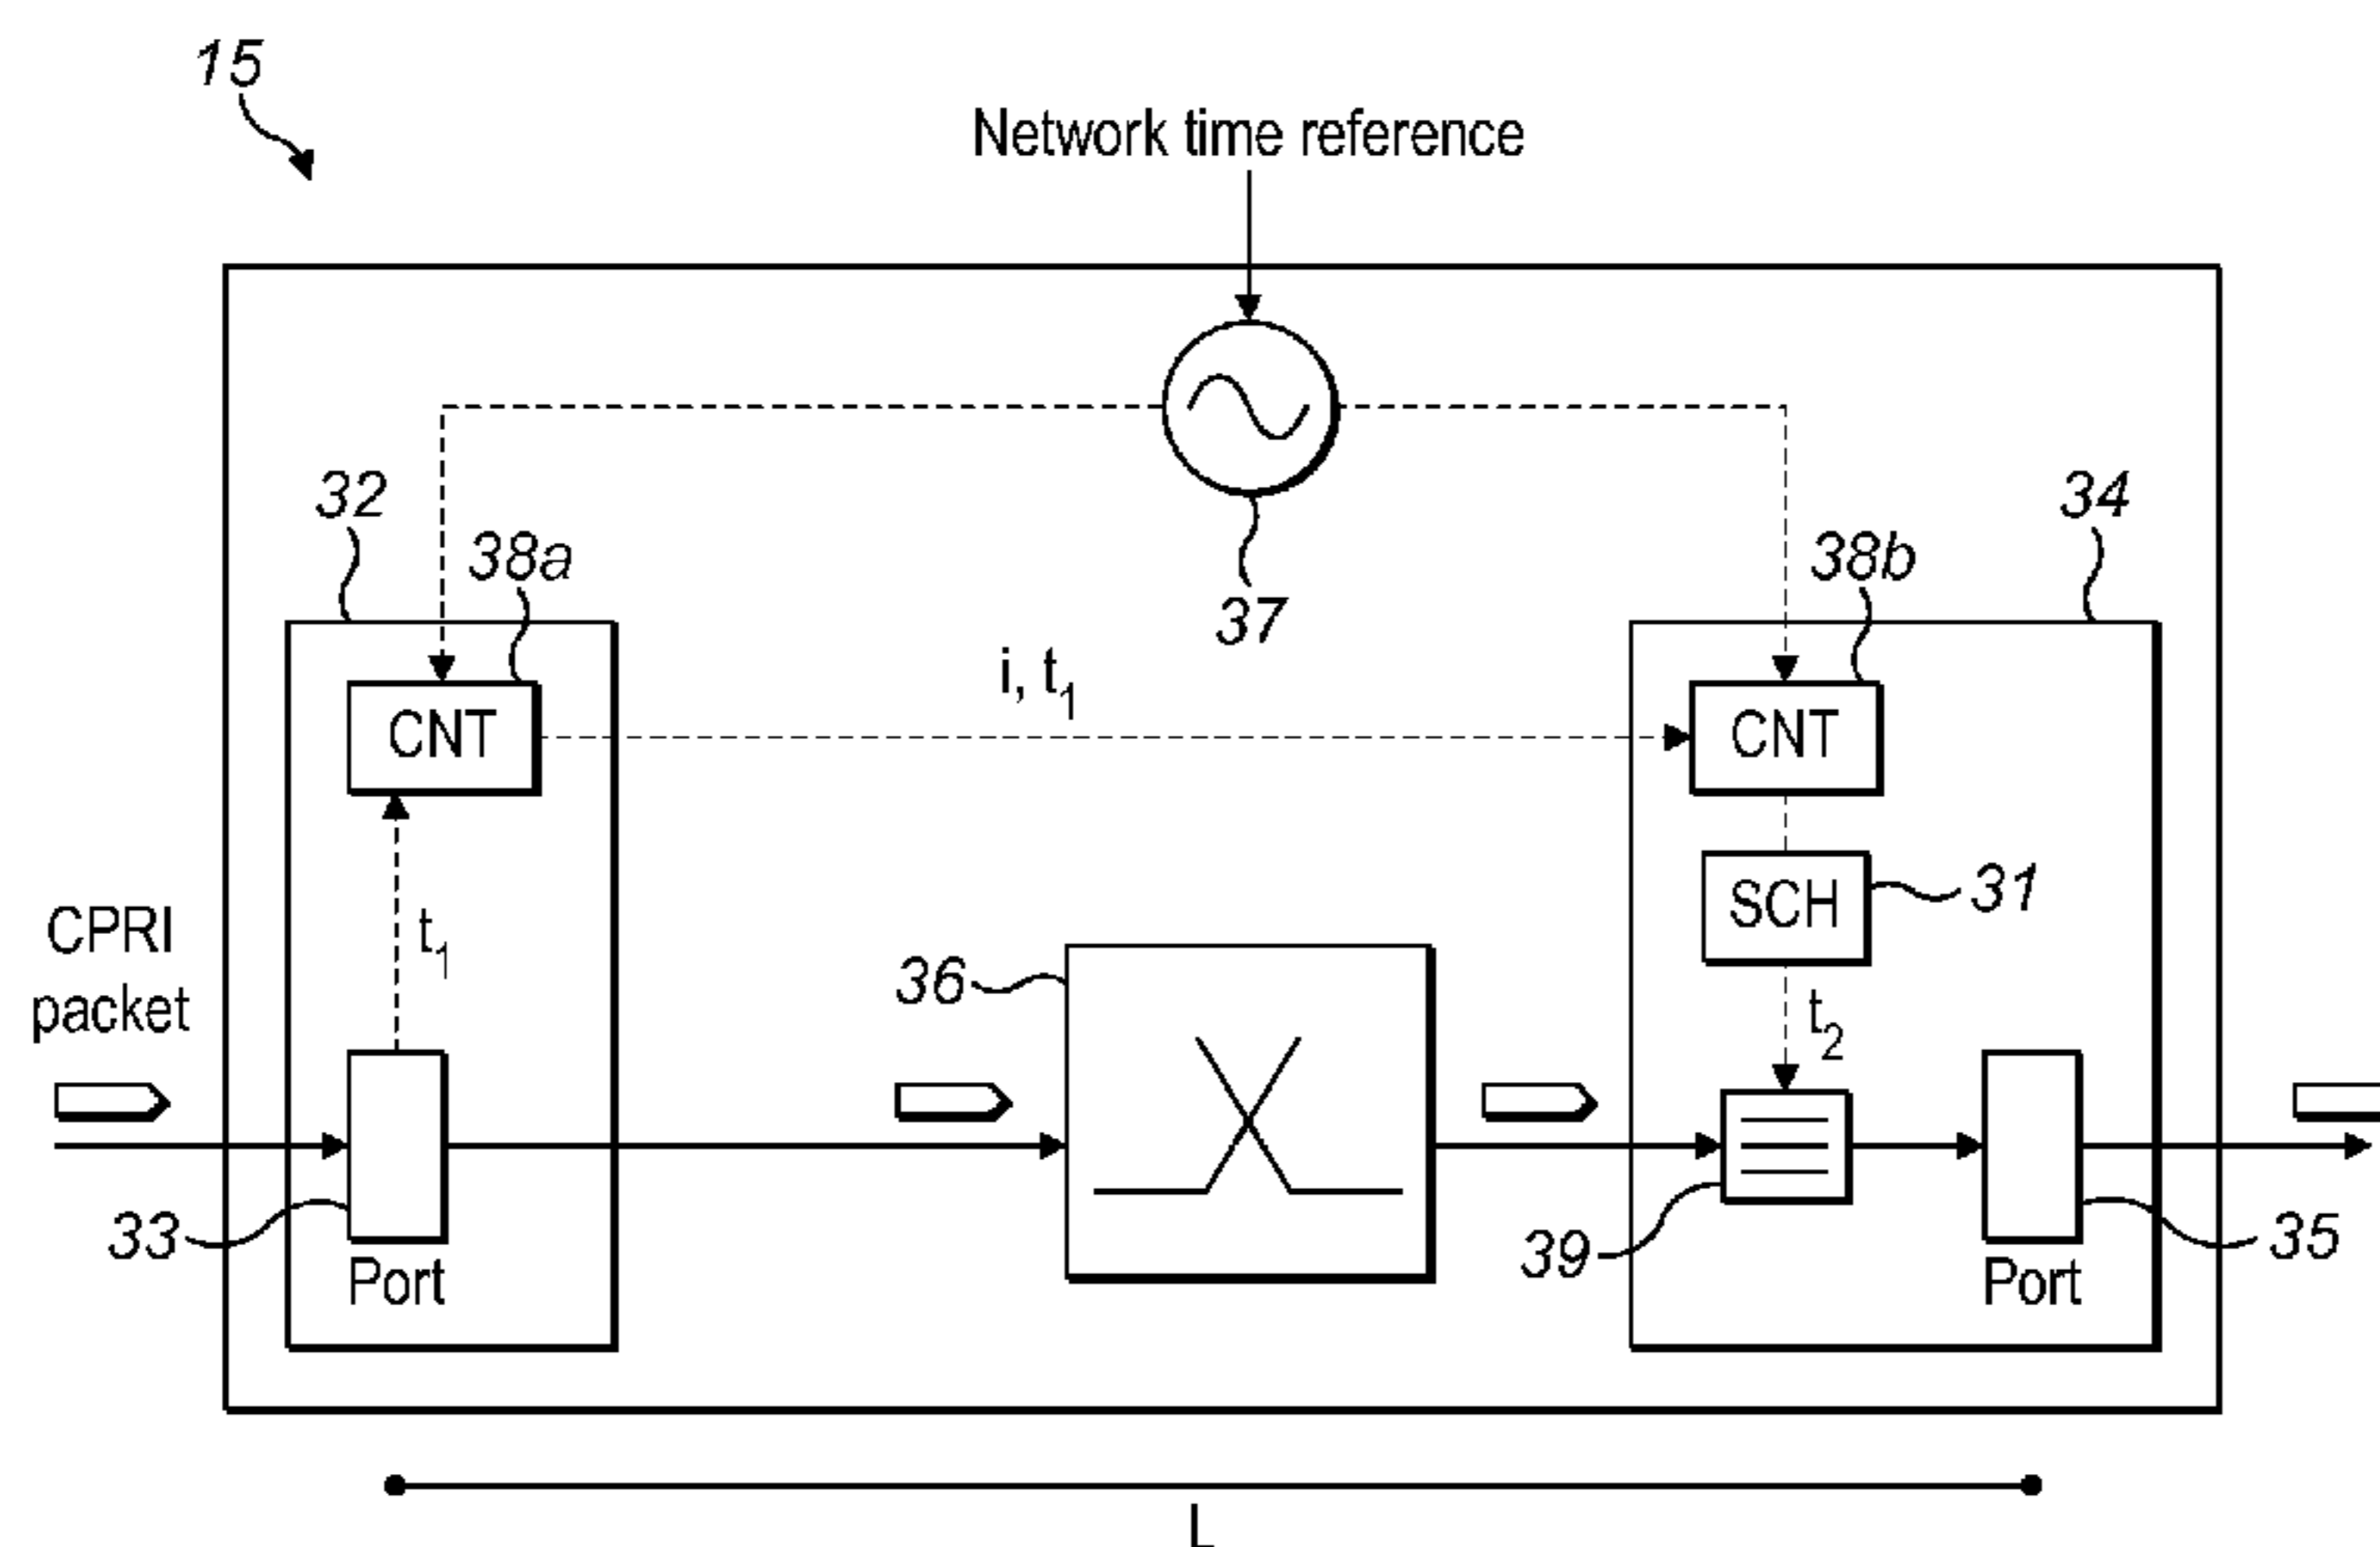 15
Network time reference
32
38a
37
38b
34
i, t1
CNT
CNT
SCH
31
CPRI
packet
t1
36
t2
33
Port
39
Port
35
L